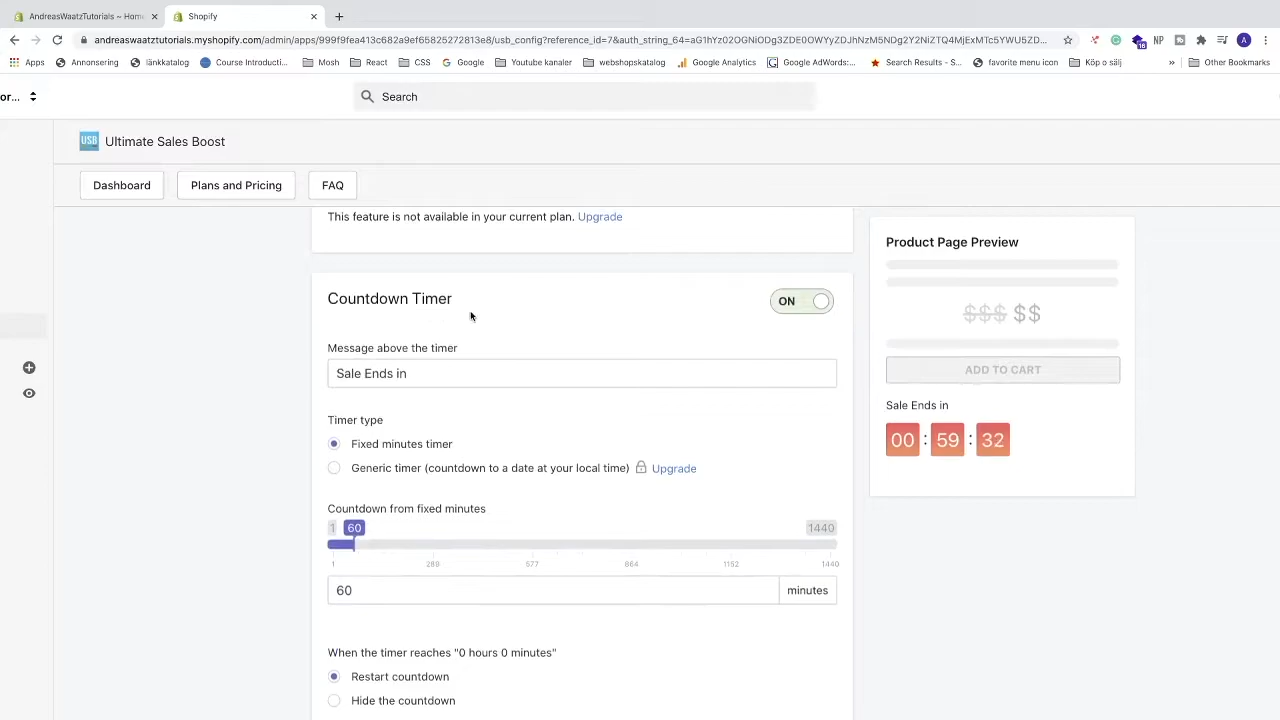 AndreasWaatzTutorials ~ Hom
Shopify
andreaswaatztutorials.myshopify.com/admin/apps/999f9fea413c682a9ef65825272813e8/usb_config?reference_id=7&auth_string_64=aG1hYz02OGNiODg3ZDE0OWYyZDJhNzM5NDg2Y2NiZTQ4MjExMTc5YWU5ZD...
16
NP
A
Apps
Annonsering
länkkatalog
Course Introducti...
Mosh
React
CSS
Google
Youtube kanaler
webshopskatalog
Google Analytics
Google AdWords:...
Search Results - S...
favorite menu icon
Köp o sälj
»
Other Bookmarks
or...
Search
USB
Ultimate Sales Boost
Dashboard
Plans and Pricing
FAQ
This feature is not available in your current plan. Upgrade
Countdown Timer
ON
Message above the timer
Sale Ends in
Timer type
Fixed minutes timer
Generic timer (countdown to a date at your local time) Upgrade
Countdown from fixed minutes
1 60 1440
1 289 577 864 1152 1440
60 minutes
When the timer reaches "0 hours 0 minutes"
Restart countdown
Hide the countdown
Product Page Preview
$$$ $$
ADD TO CART
Sale Ends in
00 : 59 : 32